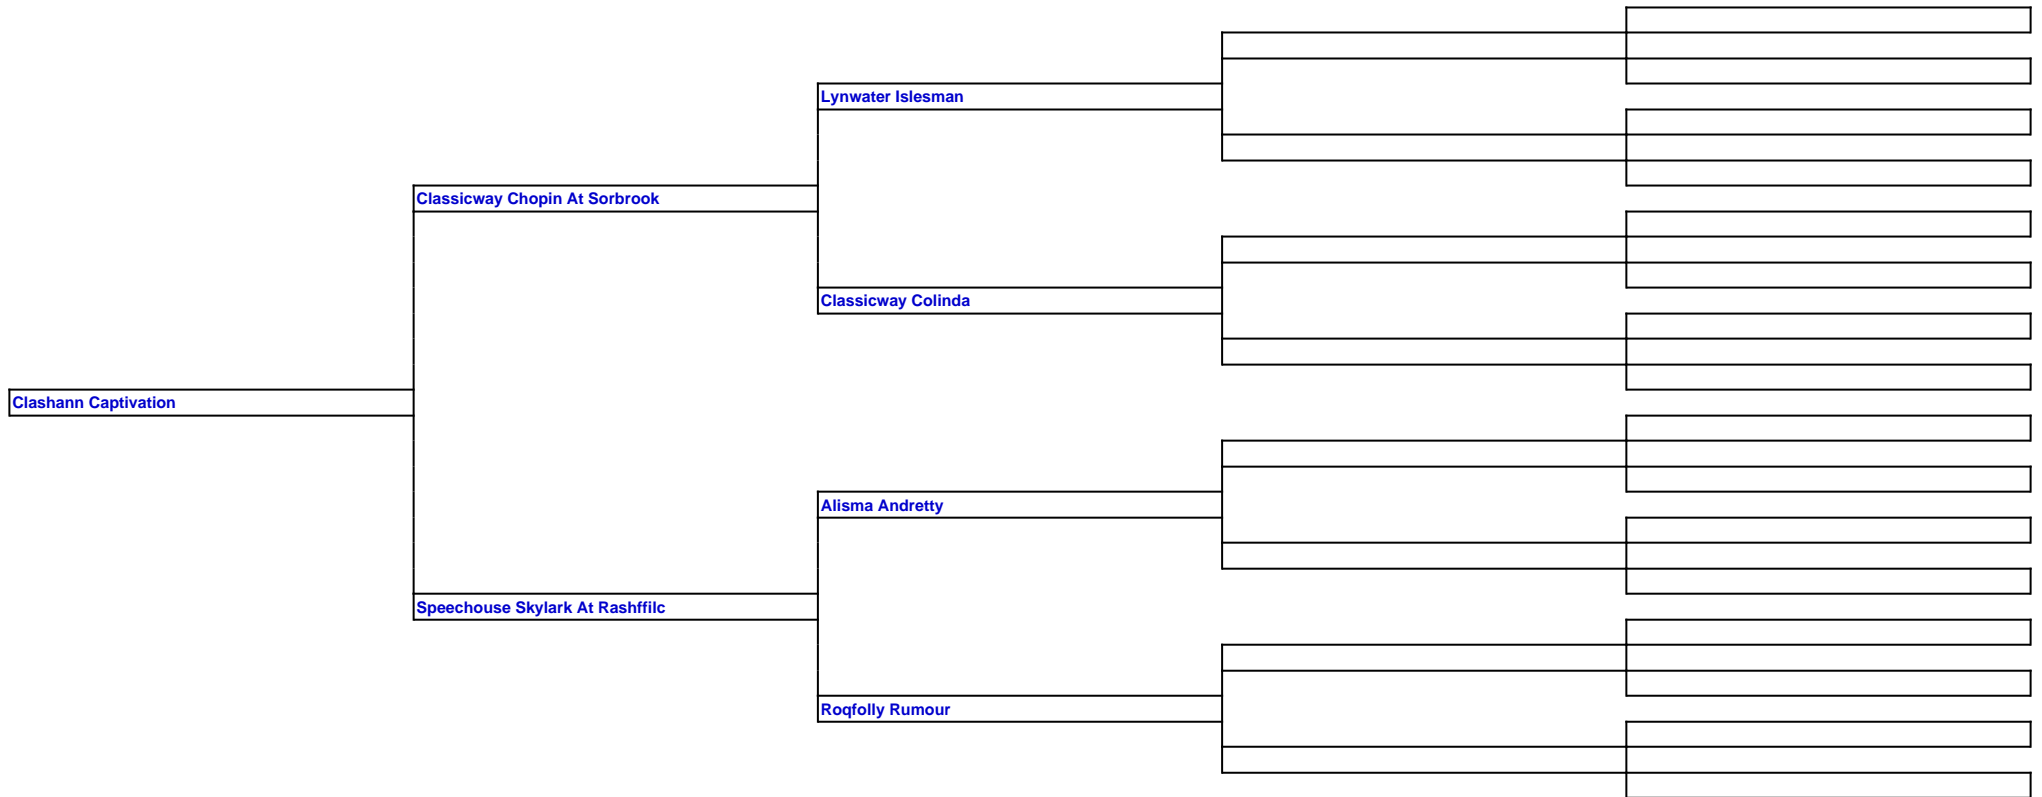 Lynwater Islesman
Classicway Chopin At Sorbrook
Classicway Colinda
Clashann Captivation
Alisma Andretty
Speechouse Skylark At Rashffilc
Roqfolly Rumour